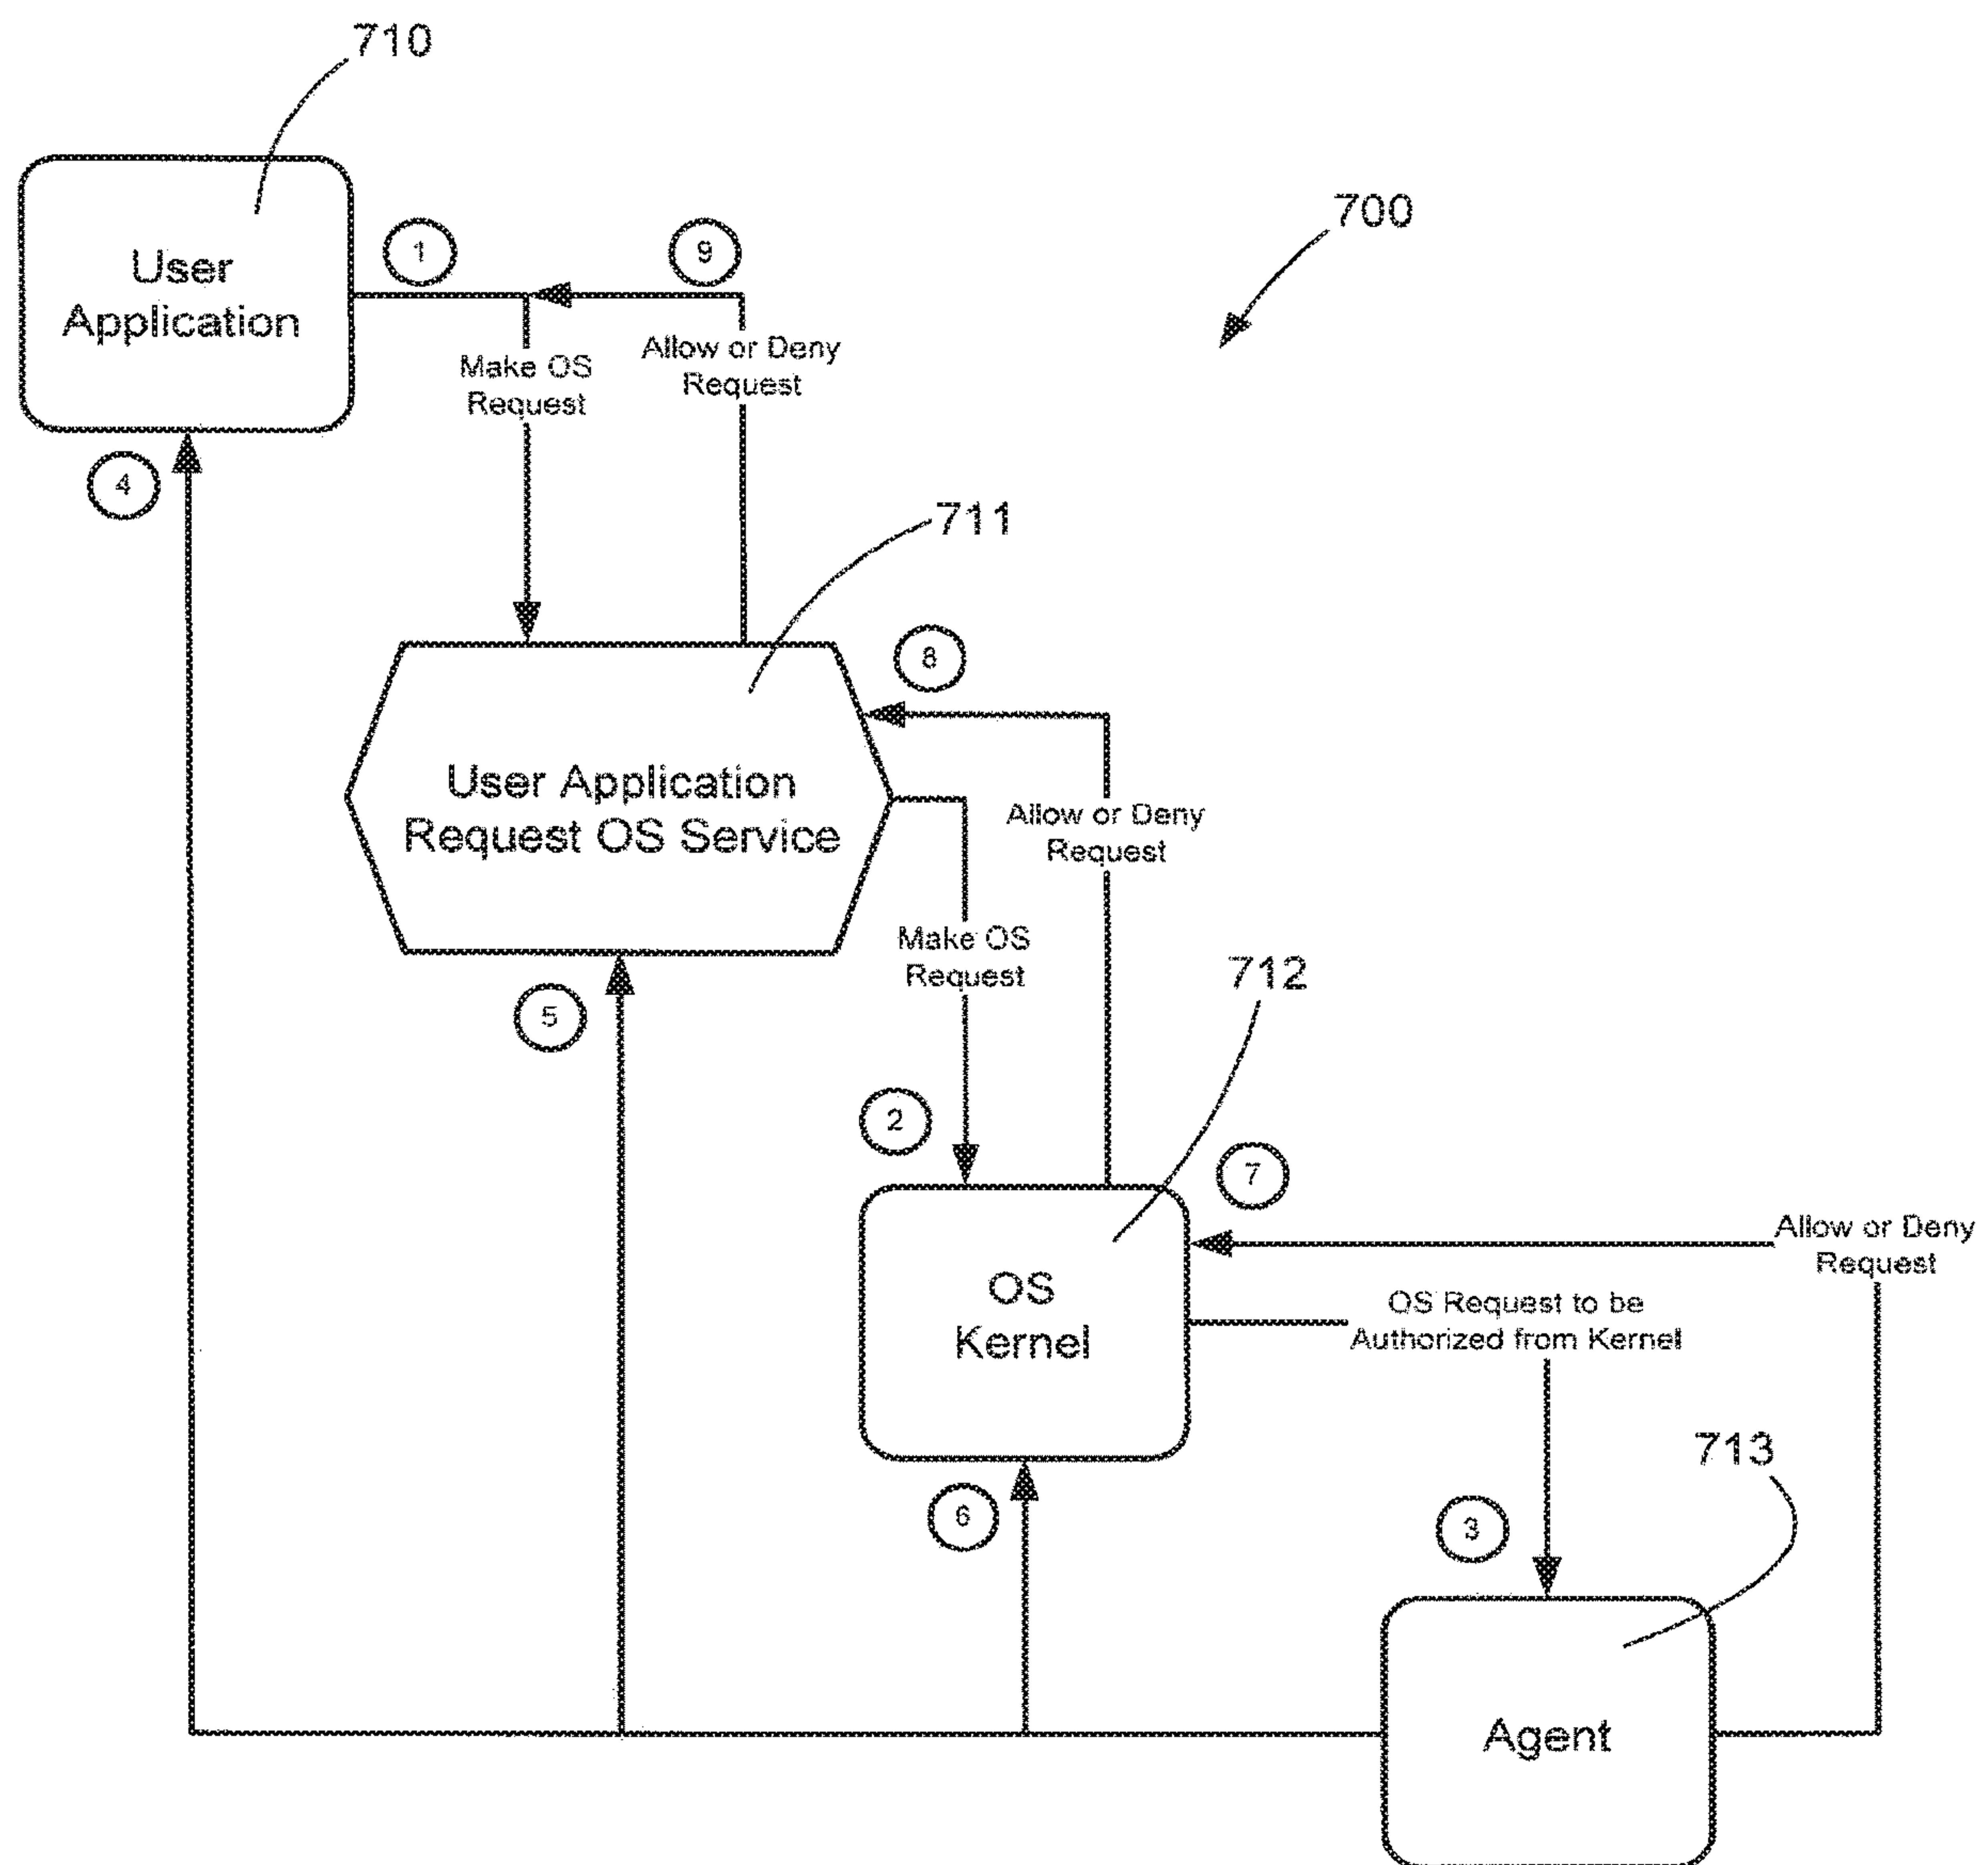 710
700
1
9
User
Application
Make OS
Request
Allow or Deny
Request
4
711
8
User Application
Request OS Service
Allow or Deny
Request
Make OS
Request
5
712
2
7
Allow or Deny
Request
OS
Kernel
OS Request to be
Authorized from Kernel
713
6
3
Agent